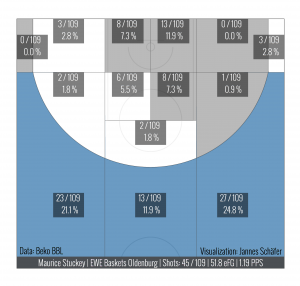 3 / 109
2.8 %
8 / 109
7.3 %
13 / 109
11.9 %
0 / 109
0.0 %
0 / 109
0.0 %
3 / 109
2.8 %
2 / 109
1.8 %
6 / 109
5.5 %
8 / 109
7.3 %
1 / 109
0.9 %
2 / 109
1.8 %
23 / 109
21.1 %
13 / 109
11.9 %
27 / 109
24.8 %
Data: Beko BBL
Visualization: Jannes Schäfer
Maurice Stuckey | EWE Baskets Oldenburg | Shots: 45 / 109 | 51.8 eFG | 1.19 PPS